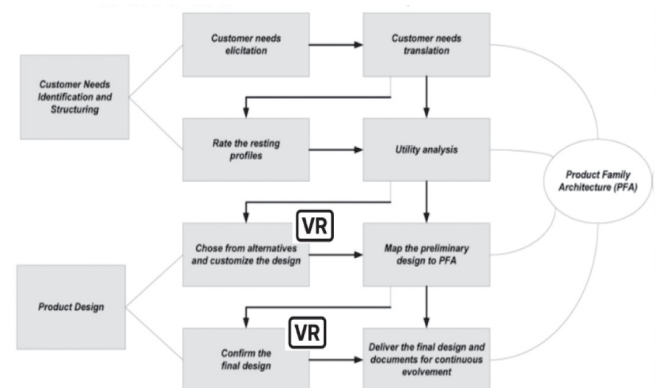 Customer needs
elicitation
Customer needs
translation
Customer Needs
Identification and
Structuring
Rate the resting
profiles
Utility analysis
Product Family
Architecture (PFA)
VR
Chose from alternatives
and customize the design
Map the preliminary
design to PFA
Product Design
VR
Confirm the
final design
Deliver the final design and
documents for continuous
evolvement